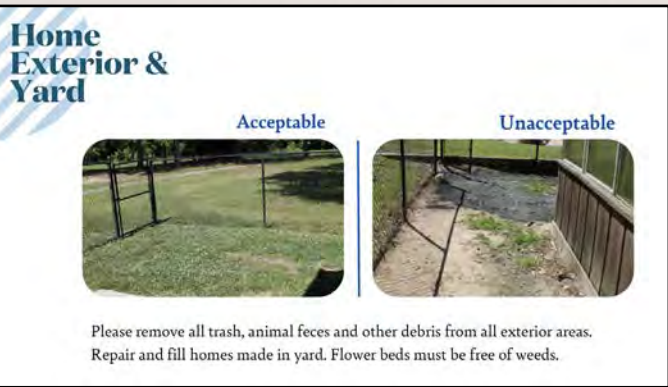 Home
Exterior &
Yard
Acceptable
Unacceptable
Please remove all trash, animal feces and other debris from all exterior areas.
Repair and fill homes made in yard. Flower beds must be free of weeds.